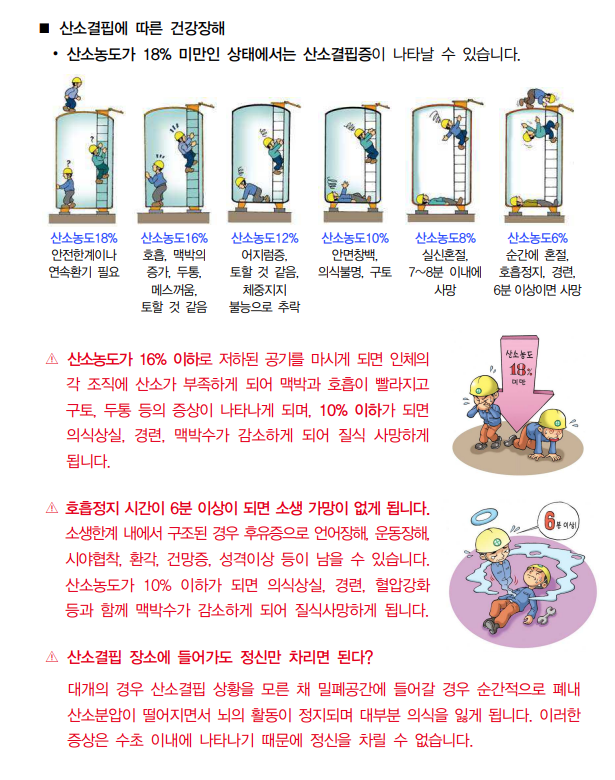 ■ 산소결핍에 따른 건강장해
• 산소농도가 18% 미만인 상태에서는 산소결핍증이 나타날 수 있습니다.
?
?
산소농도18%
안전한계이나
연속환기 필요
산소농도16%
호흡, 맥박의
증가, 두통,
메스꺼움,
토할 것 같음
산소농도12%
어지럼증,
토할 것 같음,
체중지지
불능으로 추락
산소농도10%
안면창백,
의식불명, 구토
산소농도8%
실신혼절,
7~8분 이내에
사망
산소농도6%
순간에 혼절,
호흡정지, 경련,
6분 이상이면 사망
⚠ 산소농도가 16% 이하로 저하된 공기를 마시게 되면 인체의
각 조직에 산소가 부족하게 되어 맥박과 호흡이 빨라지고
구토, 두통 등의 증상이 나타나게 되며, 10% 이하가 되면
의식상실, 경련, 맥박수가 감소하게 되어 질식 사망하게
됩니다.
산소농도
18%
미만
⚠ 호흡정지 시간이 6분 이상이 되면 소생 가망이 없게 됩니다.
소생한계 내에서 구조된 경우 후유증으로 언어장해, 운동장해,
시야협착, 환각, 건망증, 성격이상 등이 남을 수 있습니다.
산소농도가 10% 이하가 되면 의식상실, 경련, 혈압강화
등과 함께 맥박수가 감소하게 되어 질식사망하게 됩니다.
6분 이상!
⚠ 산소결핍 장소에 들어가도 정신만 차리면 된다?
대개의 경우 산소결핍 상황을 모른 채 밀폐공간에 들어갈 경우 순간적으로 폐내
산소분압이 떨어지면서 뇌의 활동이 정지되며 대부분 의식을 잃게 됩니다. 이러한
증상은 수초 이내에 나타나기 때문에 정신을 차릴 수 없습니다.